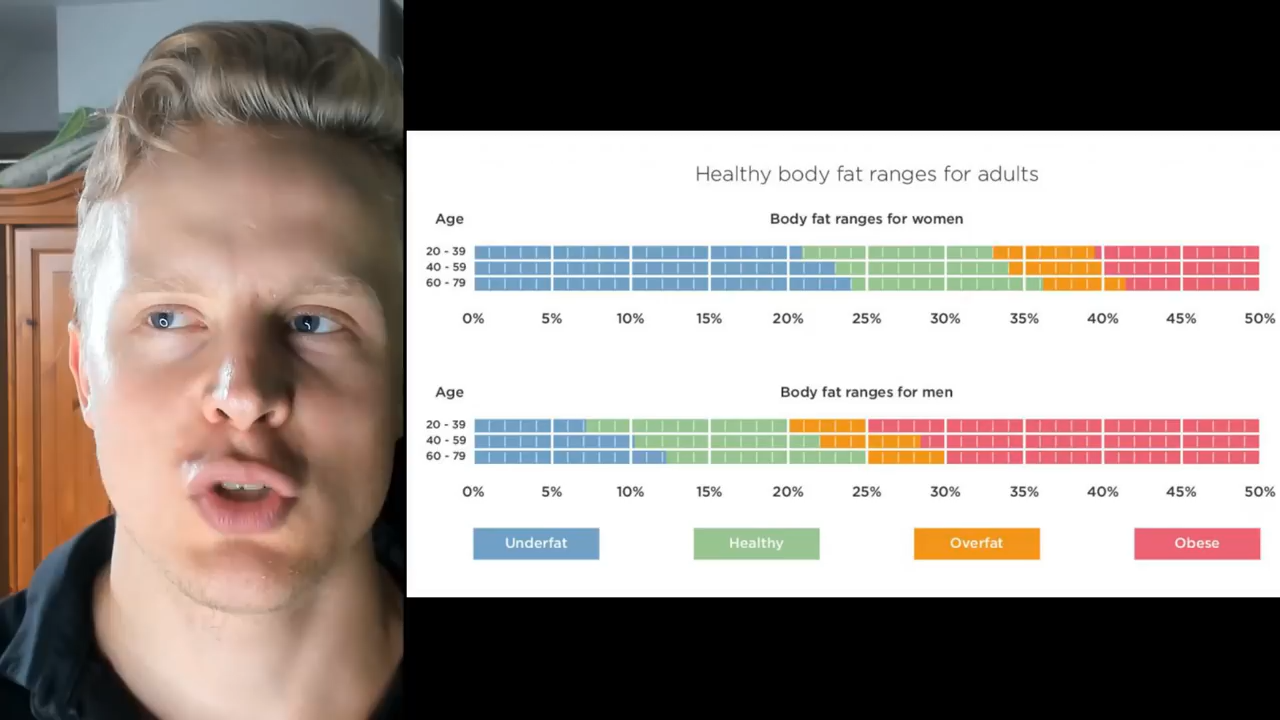 Healthy body fat ranges for adults
Age Body fat ranges for women
20 - 39
40 - 59
60 - 79
0% 5% 10% 15% 20% 25% 30% 35% 40% 45% 50%
Age Body fat ranges for men
20 - 39
40 - 59
60 - 79
0% 5% 10% 15% 20% 25% 30% 35% 40% 45% 50%
Underfat Healthy Overfat Obese